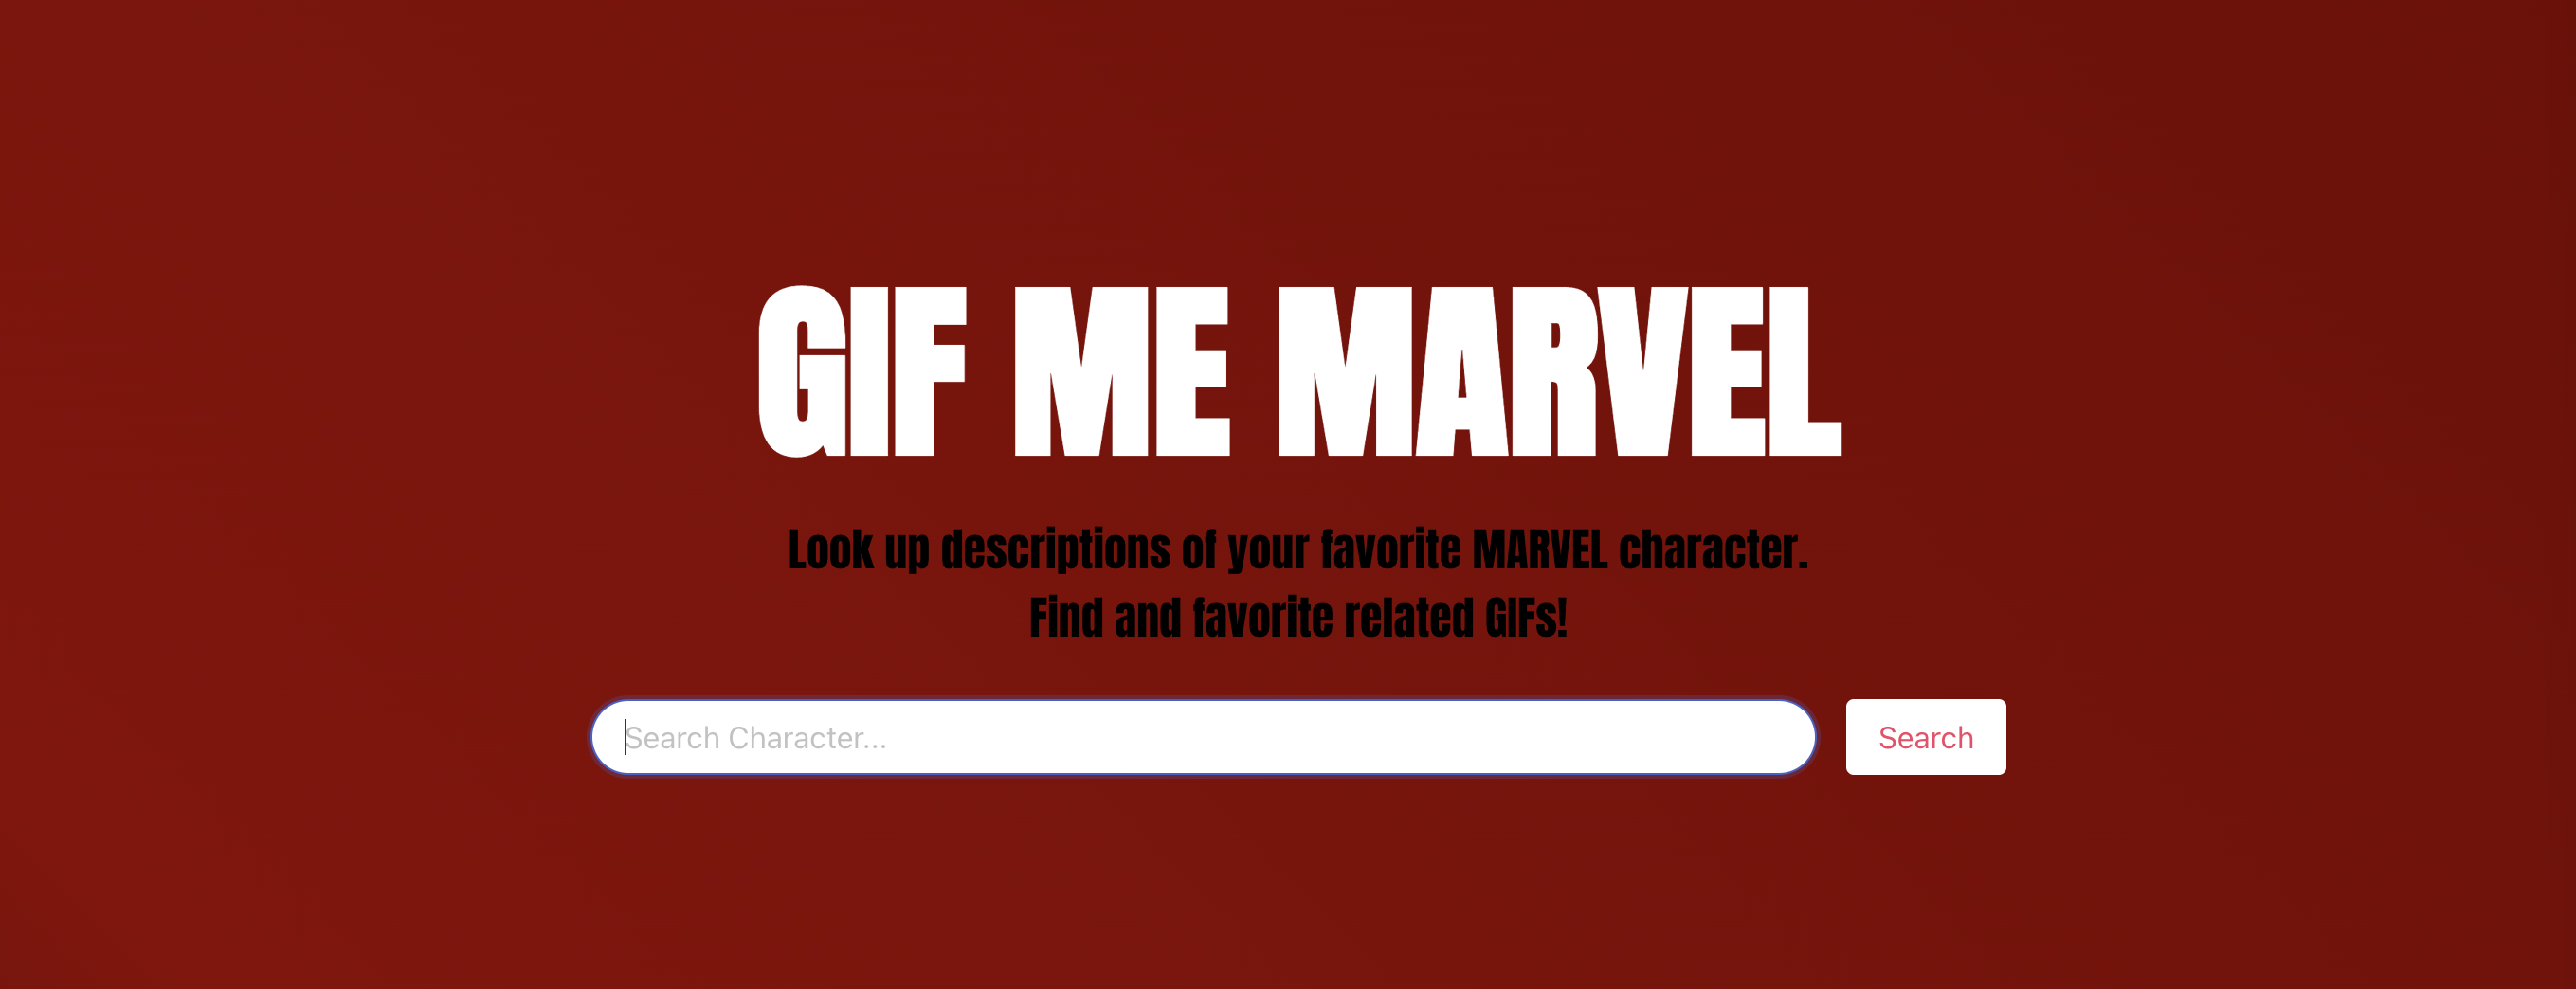 GIF ME MARVEL
Look up descriptions of your favorite MARVEL character.
Find and favorite related GIFs!
Search Character...
Search